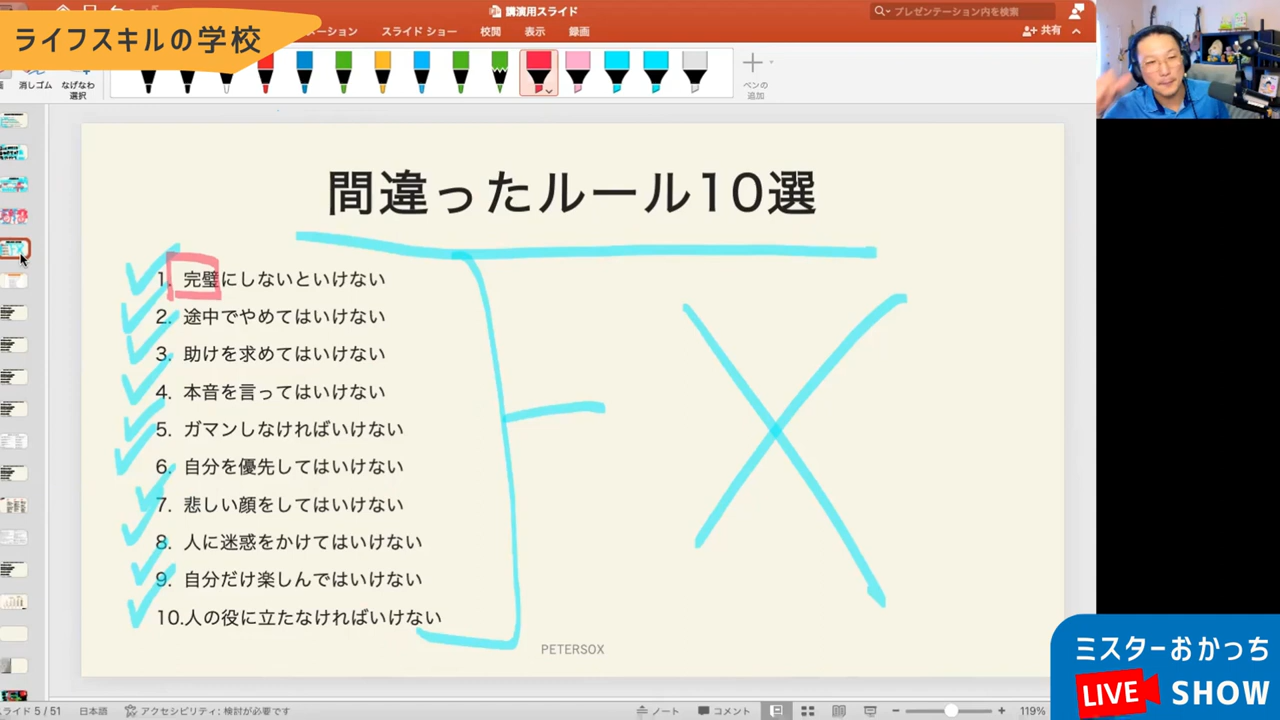 講演用スライド
プレゼンテーション内を検索
ライフスキルの学校
スライド ショー
校閲
表示
録画
共有
消しゴム
なげなわ
選択
ペンの
追加
間違ったルール10選
1. 完璧にしないといけない
2. 途中でやめてはいけない
3. 助けを求めてはいけない
4. 本音を言ってはいけない
5. ガマンしなければいけない
6. 自分を優先してはいけない
7. 悲しい顔をしてはいけない
8. 人に迷惑をかけてはいけない
9. 自分だけ楽しんではいけない
10.人の役に立たなければいけない
PETERSOX
ミスターおかっち
LIVE SHOW
スライド 5 / 51
日本語
アクセシビリティ: 検討が必要です
ノート
コメント
119%